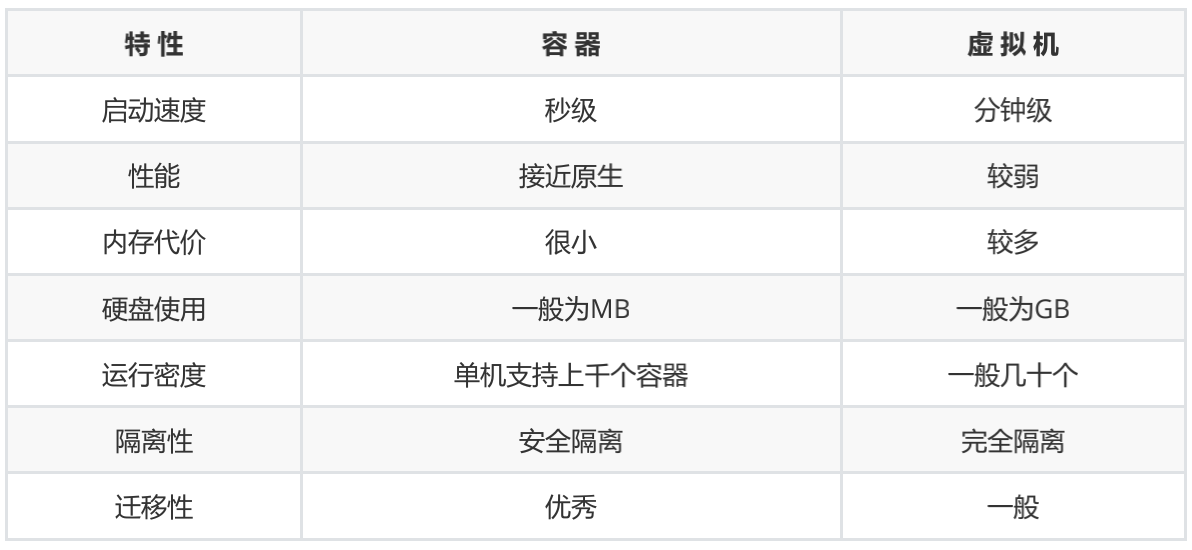 特性 容器 虚拟机
启动速度 秒级 分钟级
性能 接近原生 较弱
内存代价 很小 较多
硬盘使用 一般为MB 一般为GB
运行密度 单机支持上千个容器 一般几十个
隔离性 安全隔离 完全隔离
迁移性 优秀 一般